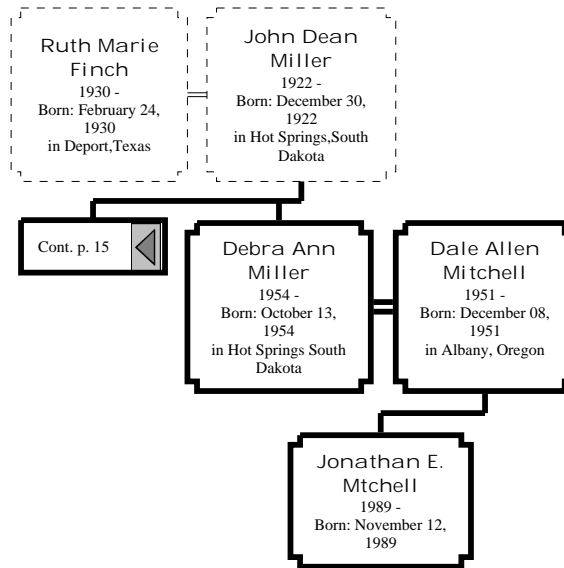 Ruth Marie
Finch
1930 -
Born: February 24,
1930
in Deport,Texas
John Dean
Miller
1922 -
Born: December 30,
1922
in Hot Springs,South
Dakota
Cont. p. 15
Debra Ann
Miller
1954 -
Born: October 13,
1954
in Hot Springs South
Dakota
Dale Allen
Mitchell
1951 -
Born: December 08,
1951
in Albany, Oregon
Jonathan E.
Mtchell
1989 -
Born: November 12,
1989